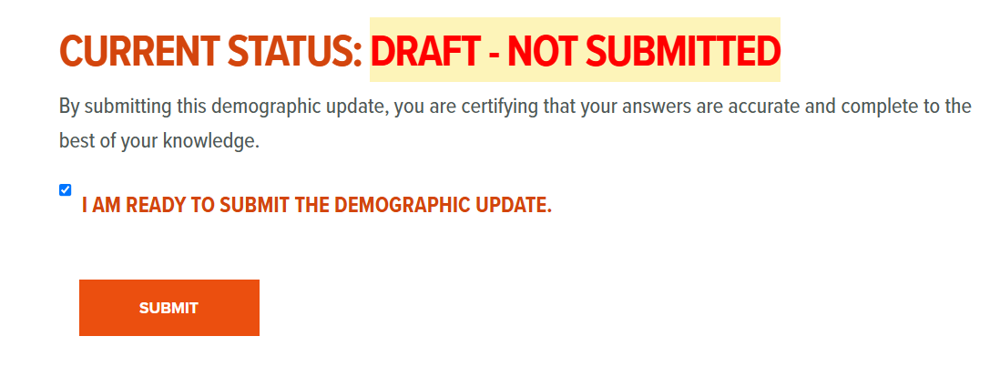 CURRENT STATUS: DRAFT - NOT SUBMITTED
By submitting this demographic update, you are certifying that your answers are accurate and complete to the
best of your knowledge.
I AM READY TO SUBMIT THE DEMOGRAPHIC UPDATE.
SUBMIT